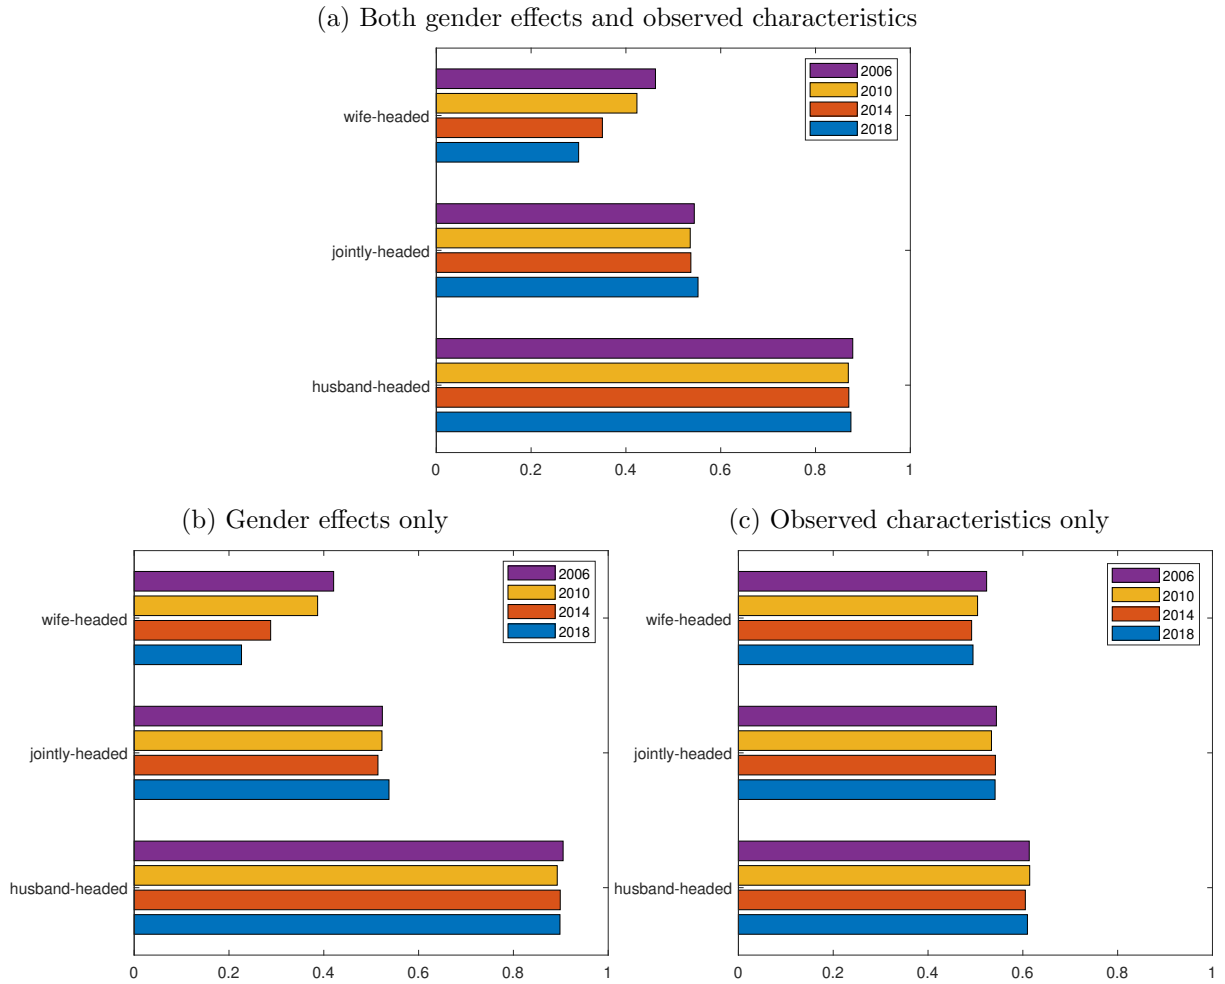 (a) Both gender effects and observed characteristics
2006
2010
2014
2018
wife-headed
jointly-headed
husband-headed
0 0.2 0.4 0.6 0.8 1
(b) Gender effects only
2006
2010
2014
2018
wife-headed
jointly-headed
husband-headed
0 0.2 0.4 0.6 0.8 1
(c) Observed characteristics only
2006
2010
2014
2018
wife-headed
jointly-headed
husband-headed
0 0.2 0.4 0.6 0.8 1